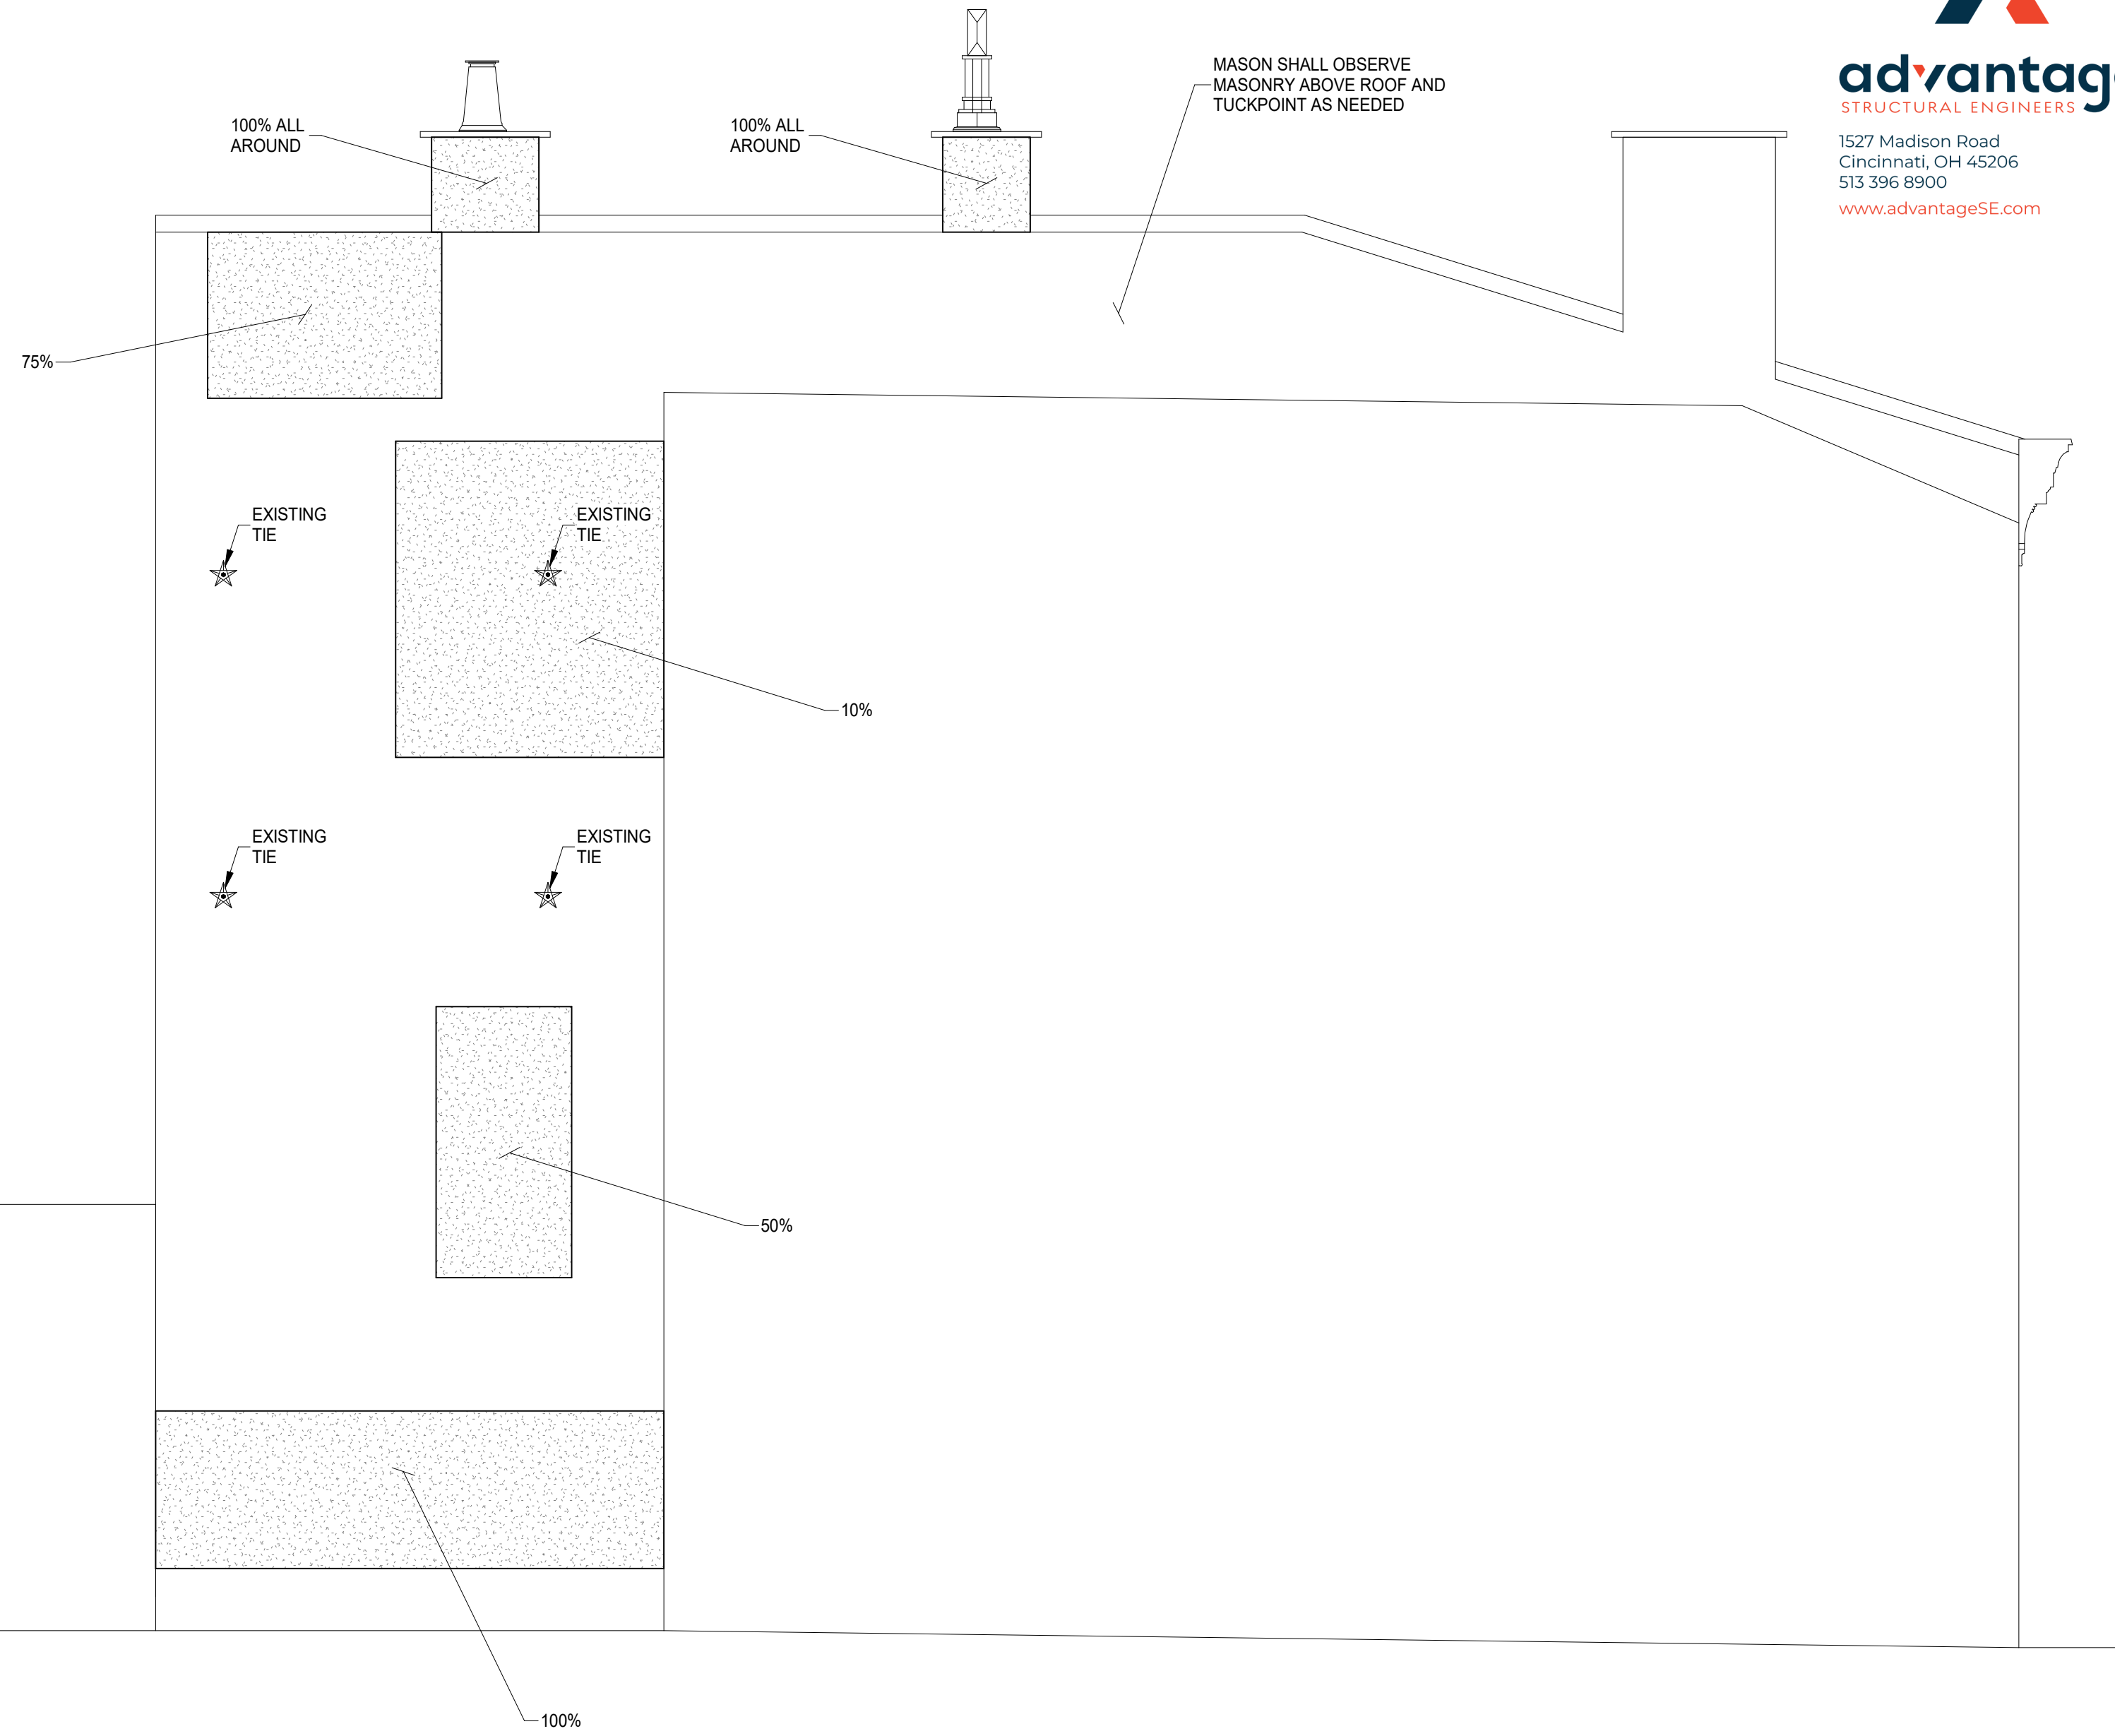 MASON SHALL OBSERVE
MASONRY ABOVE ROOF AND
TUCKPOINT AS NEEDED
advantag
STRUCTURAL ENGINEERS
1527 Madison Road
Cincinnati, OH 45206
513 396 8900
www.advantageSE.com
100% ALL
AROUND
100% ALL
AROUND
75%
EXISTING
TIE
EXISTING
TIE
10%
EXISTING
TIE
EXISTING
TIE
50%
100%